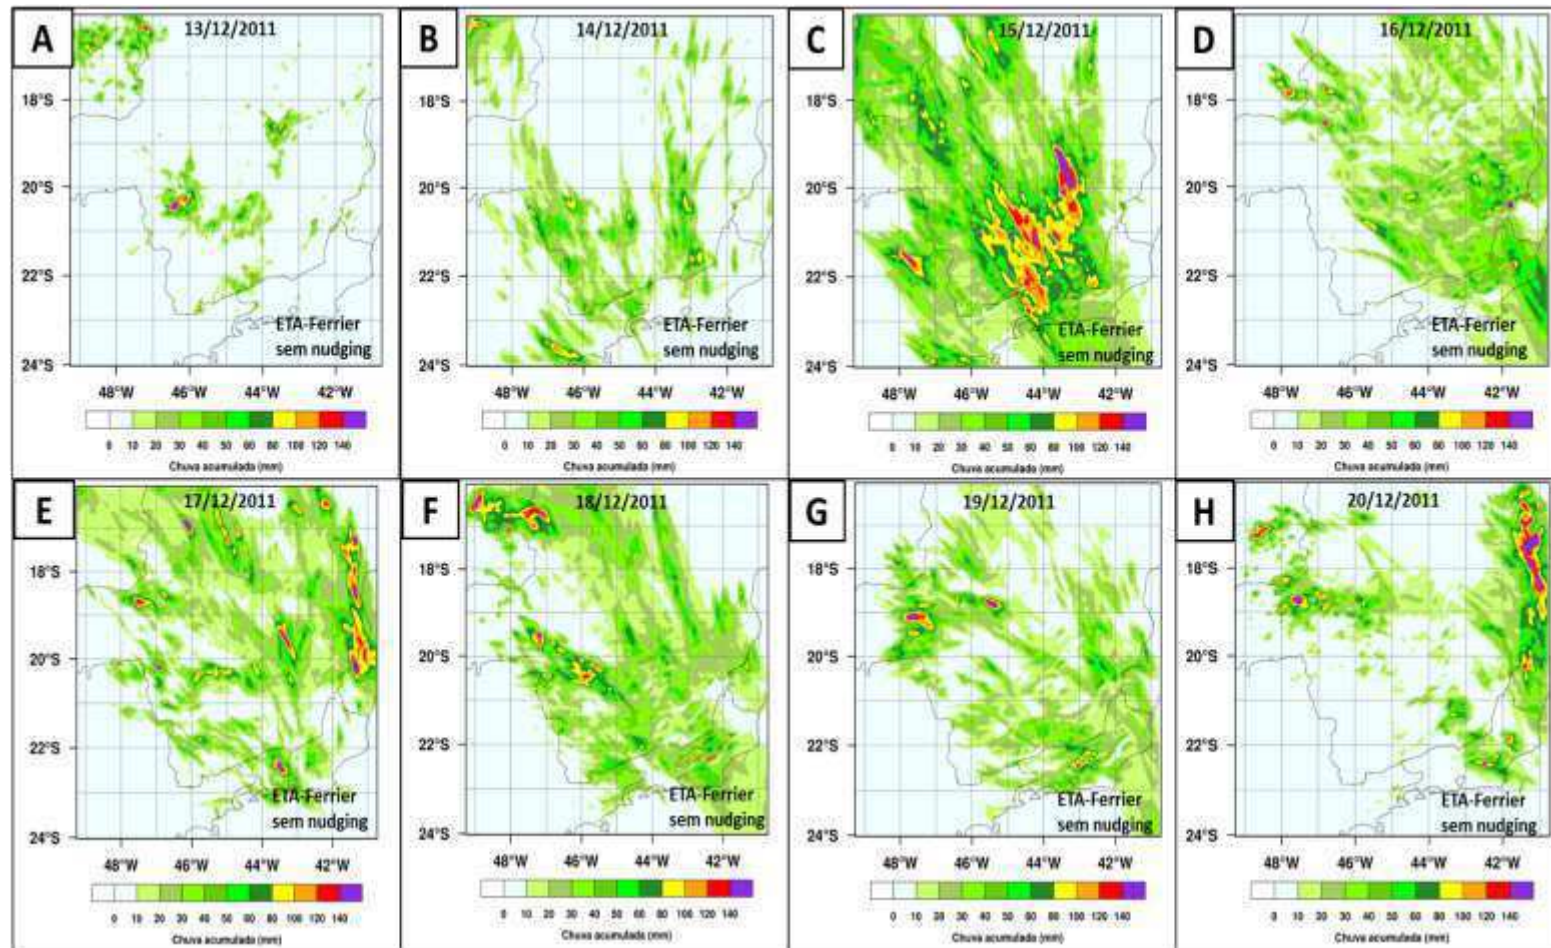 A
13/12/2011
18°S
20°S
22°S
24°S
ETA-Ferrier
sem nudging
48°W 46°W 44°W 42°W
0 10 20 30 40 50 60 80 100 120 140
Chuva acumulada (mm)
B
14/12/2011
18°S
20°S
22°S
24°S
ETA-Ferrier
sem nudging
48°W 46°W 44°W 42°W
0 10 20 30 40 50 60 80 100 120 140
Chuva acumulada (mm)
C
15/12/2011
18°S
20°S
22°S
24°S
ETA-Ferrier
sem nudging
48°W 46°W 44°W 42°W
0 10 20 30 40 50 60 80 100 120 140
Chuva acumulada (mm)
D
16/12/2011
18°S
20°S
22°S
24°S
ETA-Ferrier
sem nudging
48°W 46°W 44°W 42°W
0 10 20 30 40 50 60 80 100 120 140
Chuva acumulada (mm)
E
17/12/2011
18°S
20°S
22°S
24°S
ETA-Ferrier
sem nudging
48°W 46°W 44°W 42°W
0 10 20 30 40 50 60 80 100 120 140
Chuva acumulada (mm)
F
18/12/2011
18°S
20°S
22°S
24°S
ETA-Ferrier
sem nudging
48°W 46°W 44°W 42°W
0 10 20 30 40 50 60 80 100 120 140
Chuva acumulada (mm)
G
19/12/2011
18°S
20°S
22°S
24°S
ETA-Ferrier
sem nudging
48°W 46°W 44°W 42°W
0 10 20 30 40 50 60 80 100 120 140
Chuva acumulada (mm)
H
20/12/2011
18°S
20°S
22°S
24°S
ETA-Ferrier
sem nudging
48°W 46°W 44°W 42°W
0 10 20 30 40 50 60 80 100 120 140
Chuva acumulada (mm)